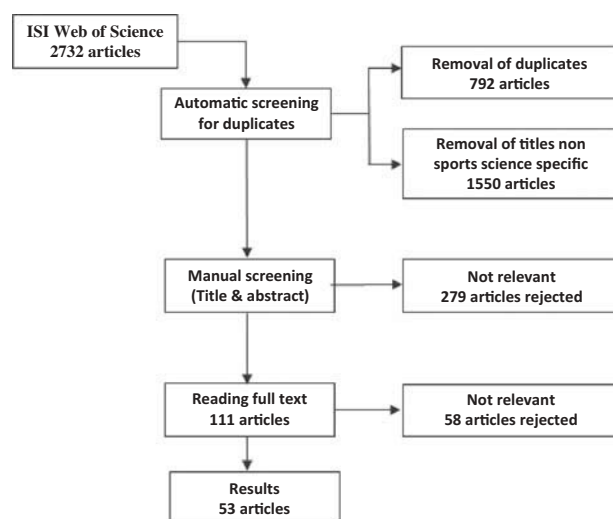 ISI Web of Science
2732 articles
Removal of duplicates
792 articles
Automatic screening
for duplicates
Removal of titles non
sports science specific
1550 articles
Manual screening
(Title & abstract)
Not relevant
279 articles rejected
Reading full text
111 articles
Not relevant
58 articles rejected
Results
53 articles